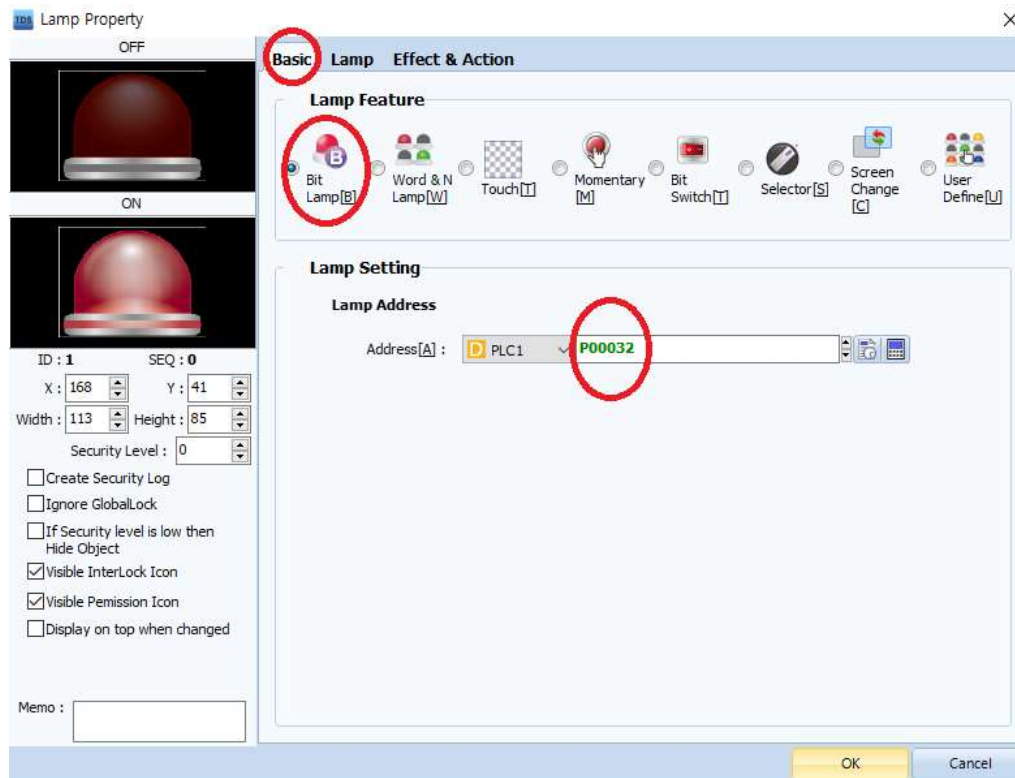 IDS Lamp Property
OFF
ON
ID : 1 SEQ : 0
X : 168 Y : 41
Width : 113 Height : 85
Security Level : 0
Create Security Log
Ignore GlobalLock
If Security level is low then
Hide Object
Visible InterLock Icon
Visible Pemission Icon
Display on top when changed
Memo :
Basic Lamp Effect & Action
Lamp Feature
B
Bit
Lamp[B]
Word & N
Lamp[W]
Touch[T]
Momentary
[M]
Bit
Switch[T]
Selector[S]
Screen
Change
[C]
User
Define[U]
Lamp Setting
Lamp Address
Address[A] : D PLC1 P00032
OK Cancel